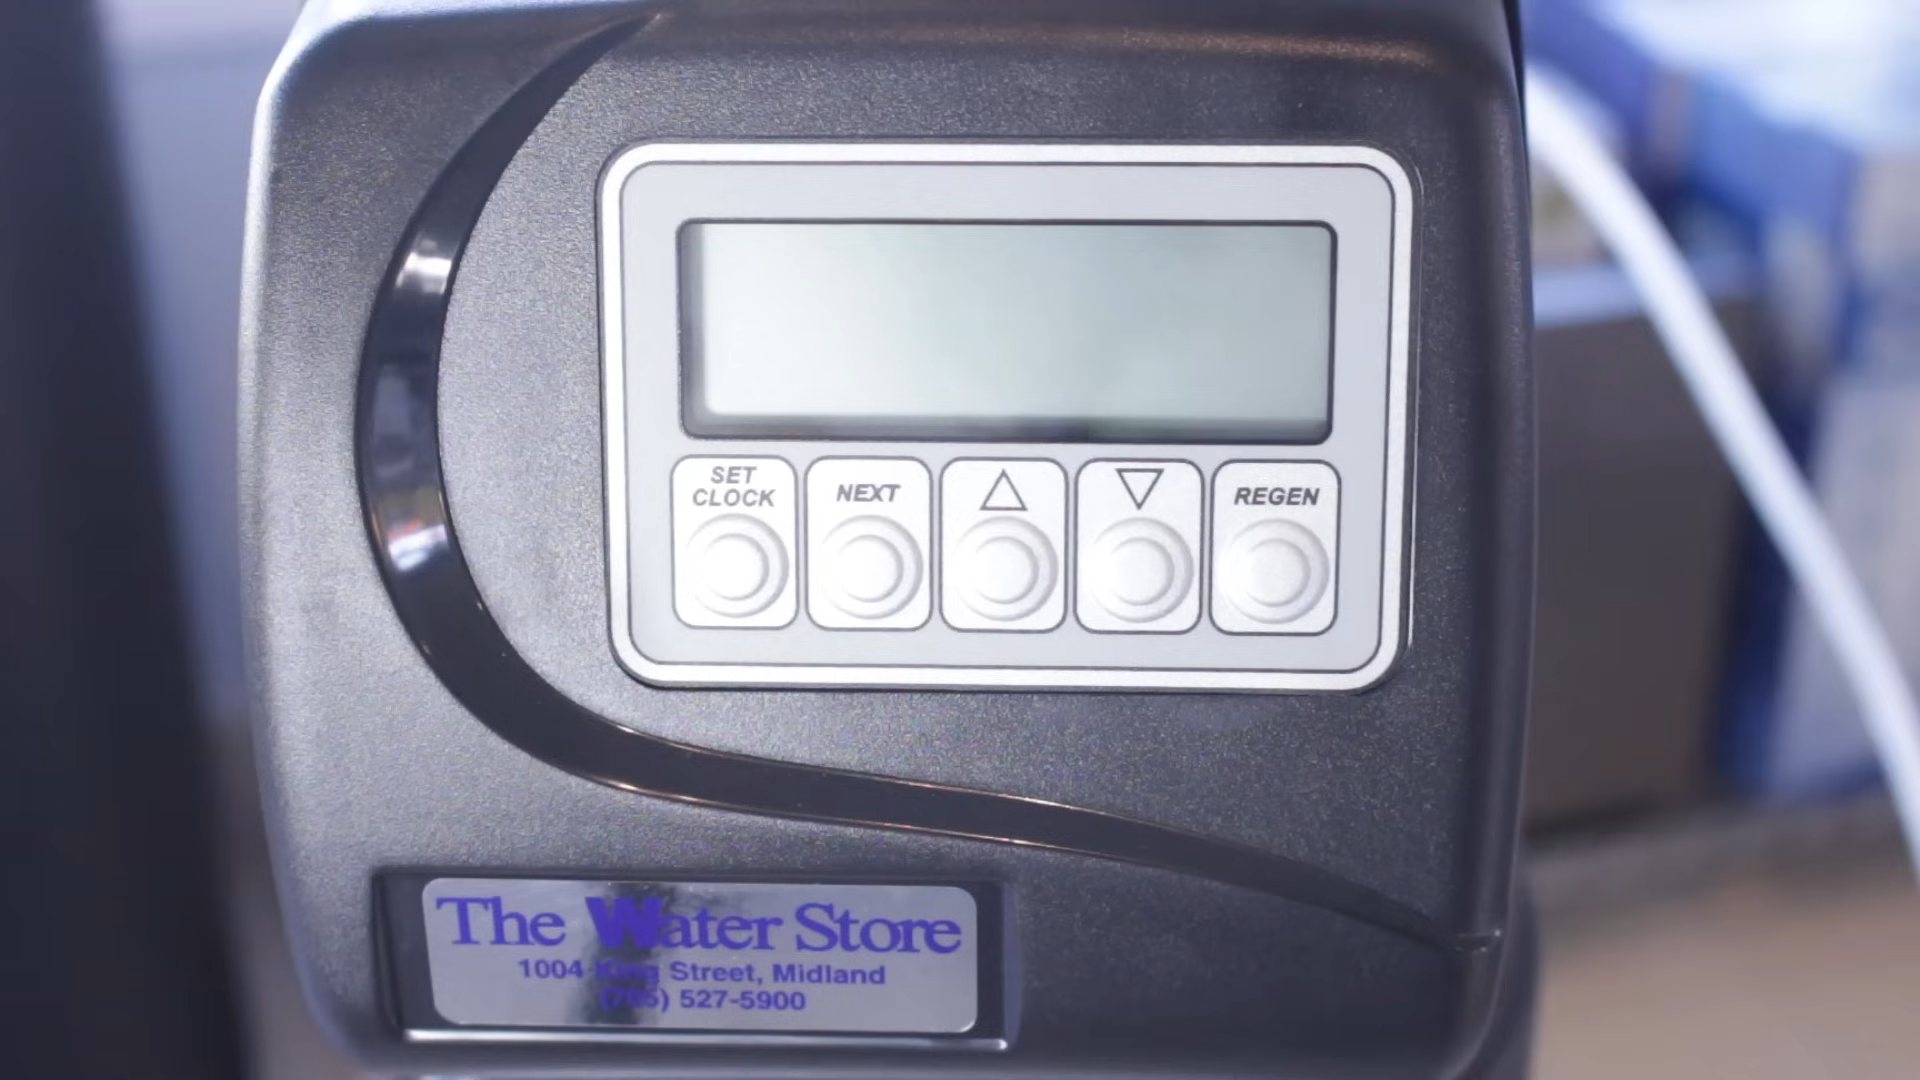 SET
CLOCK
NEXT
REGEN
The Water Store
1004 King Street, Midland
(705) 527-5900